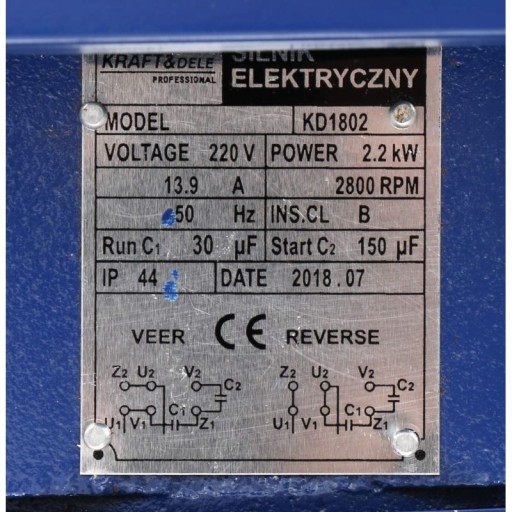 KRAFT&DELE
PROFESSIONAL
SILNIK
ELEKTRYCZNY
MODEL KD1802
VOLTAGE 220 V POWER 2.2 kW
13.9 A 2800 RPM
50 Hz INS.CL B
Run C1 30 μF Start C2 150 μF
IP 44 DATE 2018.07
VEER CE REVERSE
Z2 U2 V2 Z2 U2 V2
C2 C2
C1 C1
U1 V1 Z1 U1 V1 Z1